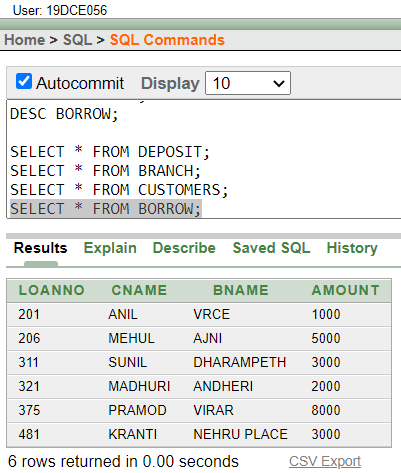 User: 19DCE056
Home > SQL > SQL Commands
Autocommit Display 10
DESC BORROW;
SELECT * FROM DEPOSIT;
SELECT * FROM BRANCH;
SELECT * FROM CUSTOMERS;
SELECT * FROM BORROW;
Results Explain Describe Saved SQL History
LOANNO CNAME BNAME AMOUNT
201 ANIL VRCE 1000
206 MEHUL AJNI 5000
311 SUNIL DHARAMPETH 3000
321 MADHURI ANDHERI 2000
375 PRAMOD VIRAR 8000
481 KRANTI NEHRU PLACE 3000
6 rows returned in 0.00 seconds CSV Export